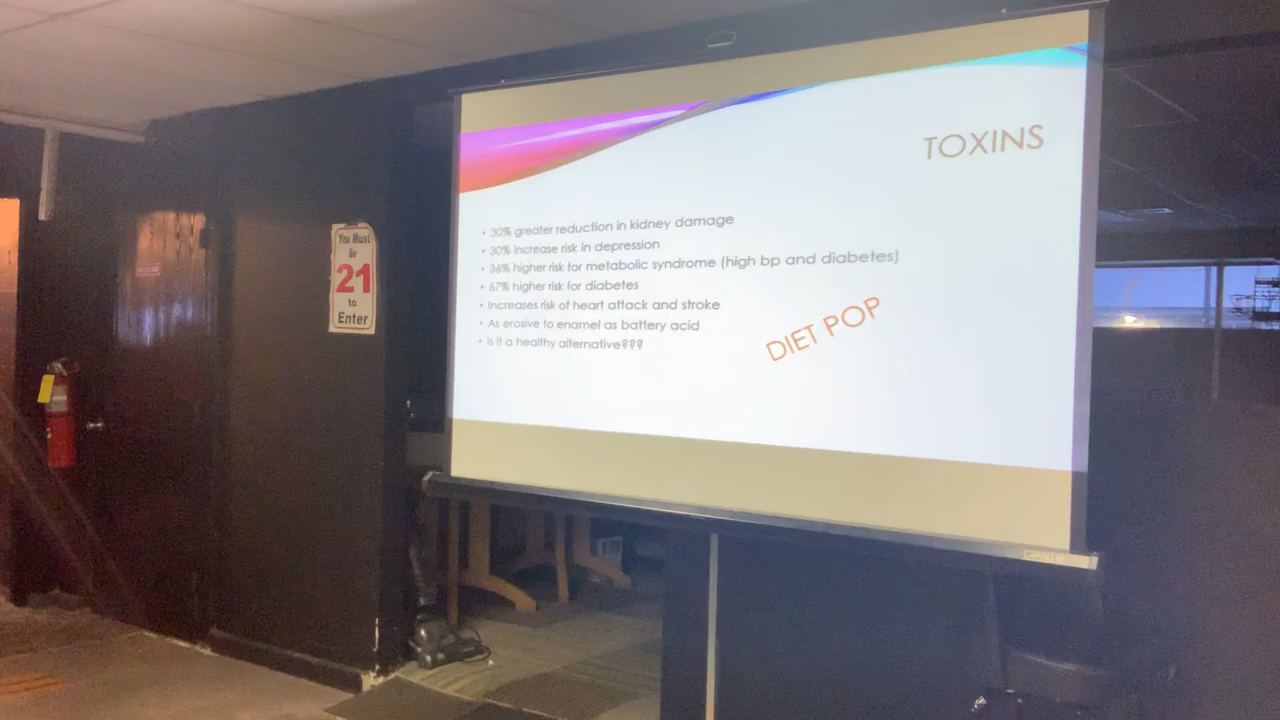 TOXINS
• 30% greater reduction in kidney damage
• 30% increase risk in depression
• 36% higher risk for metabolic syndrome (high bp and diabetes)
• 67% higher risk for diabetes
• Increases risk of heart attack and stroke
• As erosive to enamel as battery acid
• Is it a healthy alternative???
DIET POP
You Must
Be
21
to
Enter